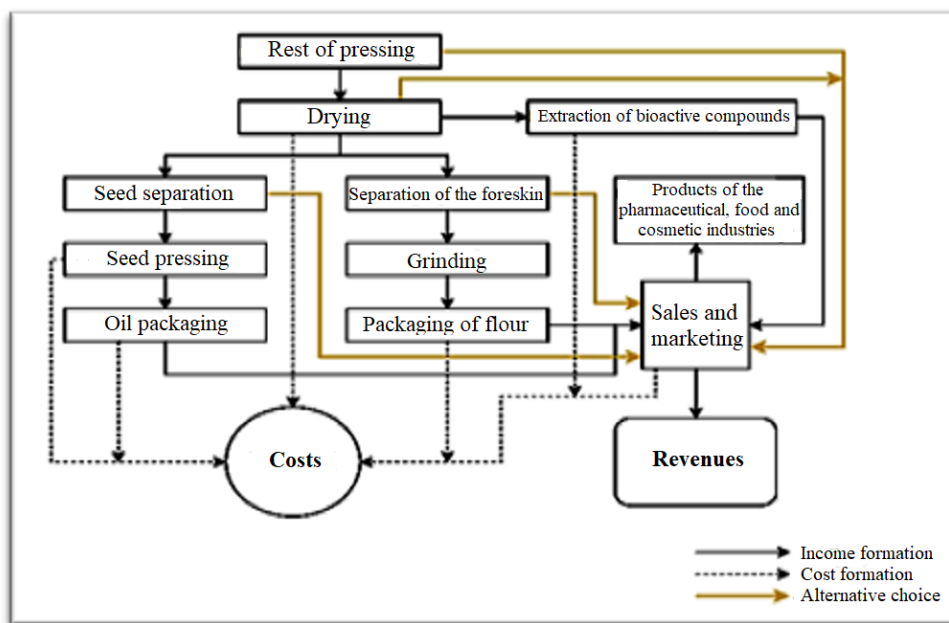 Rest of pressing
Drying
Extraction of bioactive compounds
Seed separation
Separation of the foreskin
Products of the
pharmaceutical, food and
cosmetic industries
Seed pressing
Grinding
Oil packaging
Packaging of flour
Sales and
marketing
Costs
Revenues
Income formation
Cost formation
Alternative choice